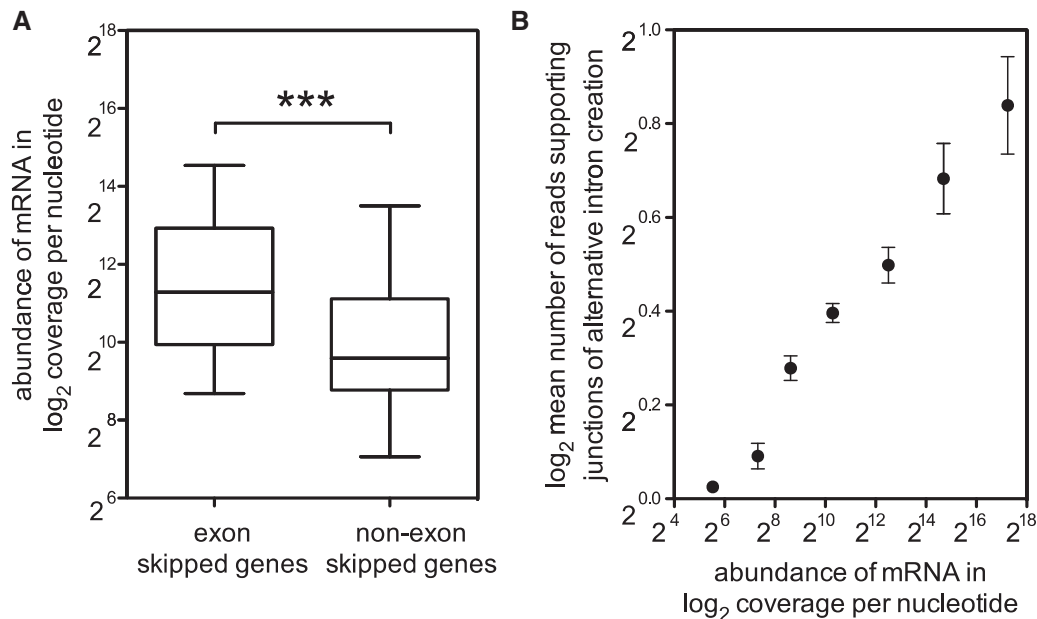 A
abundance of mRNA in
log2 coverage per nucleotide
2^18
2^16
2^14
2^12
2^10
2^8
2^6
***
exon
skipped genes
non-exon
skipped genes
B
log2 mean number of reads supporting
junctions of alternative intron creation
2^1.0
2^0.8
2^0.6
2^0.4
2^0.2
2^0.0
2^4 2^6 2^8 2^10 2^12 2^14 2^16 2^18
abundance of mRNA in
log2 coverage per nucleotide